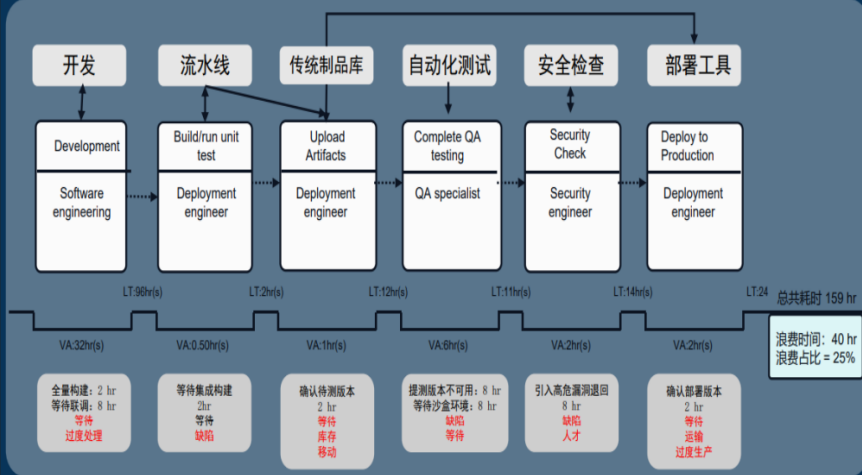 开发
流水线
传统制品库
自动化测试
安全检查
部署工具
Development
Software
engineering
Build/run unit
test
Deployment
engineer
Upload
Artifacts
Deployment
engineer
Complete QA
testing
QA specialist
Security
Check
Security
engineer
Deploy to
Production
Deployment
engineer
LT:96hr(s)
LT:2hr(s)
LT:12hr(s)
LT:11hr(s)
LT:14hr(s)
LT:24
总共耗时 159 hr
VA:32hr(s)
VA:0.50hr(s)
VA:1hr(s)
VA:6hr(s)
VA:2hr(s)
VA:2hr(s)
浪费时间：40 hr
浪费占比 = 25%
全量构建：2 hr
等待联调：8 hr
等待
过度处理
等待集成构建
2hr
等待
缺陷
确认待测版本
2 hr
等待
库存
移动
提测版本不可用：8 hr
等待沙盒环境：8 hr
缺陷
等待
引入高危漏洞退回
8 hr
缺陷
人才
确认部署版本
2 hr
等待
运输
过度生产